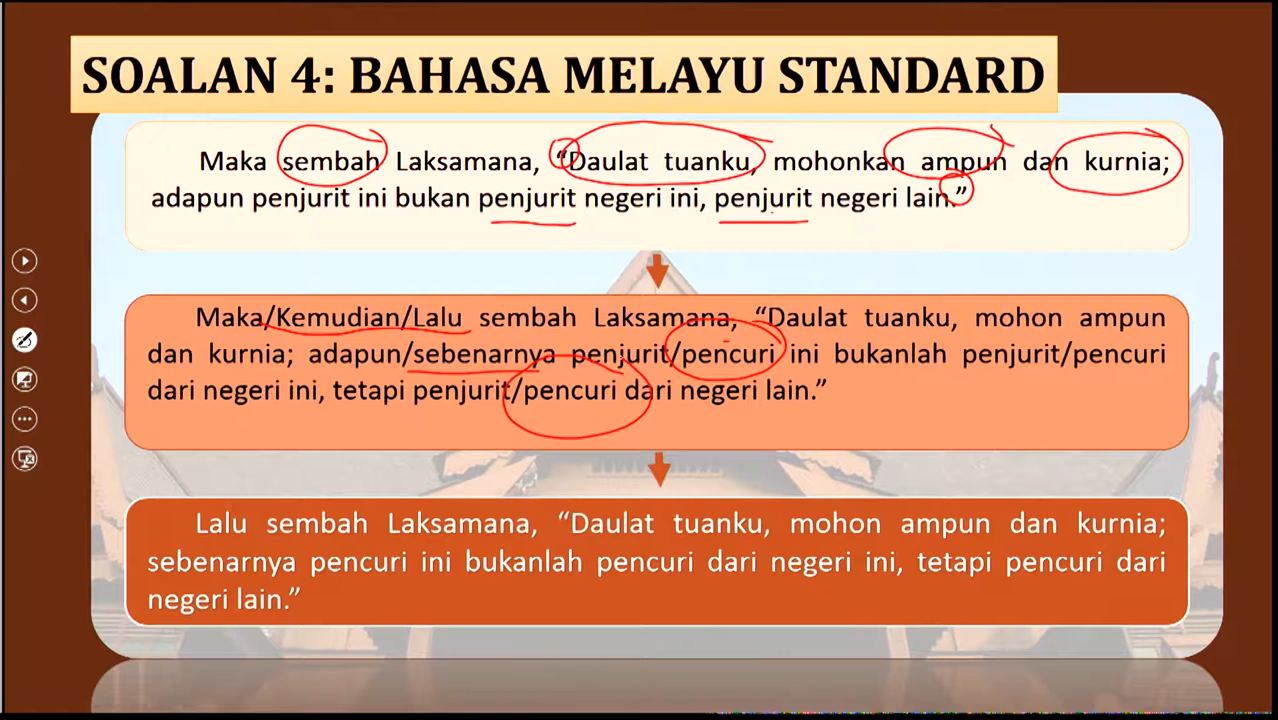 SOALAN 4: BAHASA MELAYU STANDARD
Maka sembah Laksamana, “Daulat tuanku, mohonkan ampun dan kurnia;
adapun penjurit ini bukan penjurit negeri ini, penjurit negeri lain.”
Maka/Kemudian/Lalu sembah Laksamana, “Daulat tuanku, mohon ampun
dan kurnia; adapun/sebenarnya penjurit/pencuri ini bukanlah penjurit/pencuri
dari negeri ini, tetapi penjurit/pencuri dari negeri lain.”
Lalu sembah Laksamana, “Daulat tuanku, mohon ampun dan kurnia;
sebenarnya pencuri ini bukanlah pencuri dari negeri ini, tetapi pencuri dari
negeri lain.”